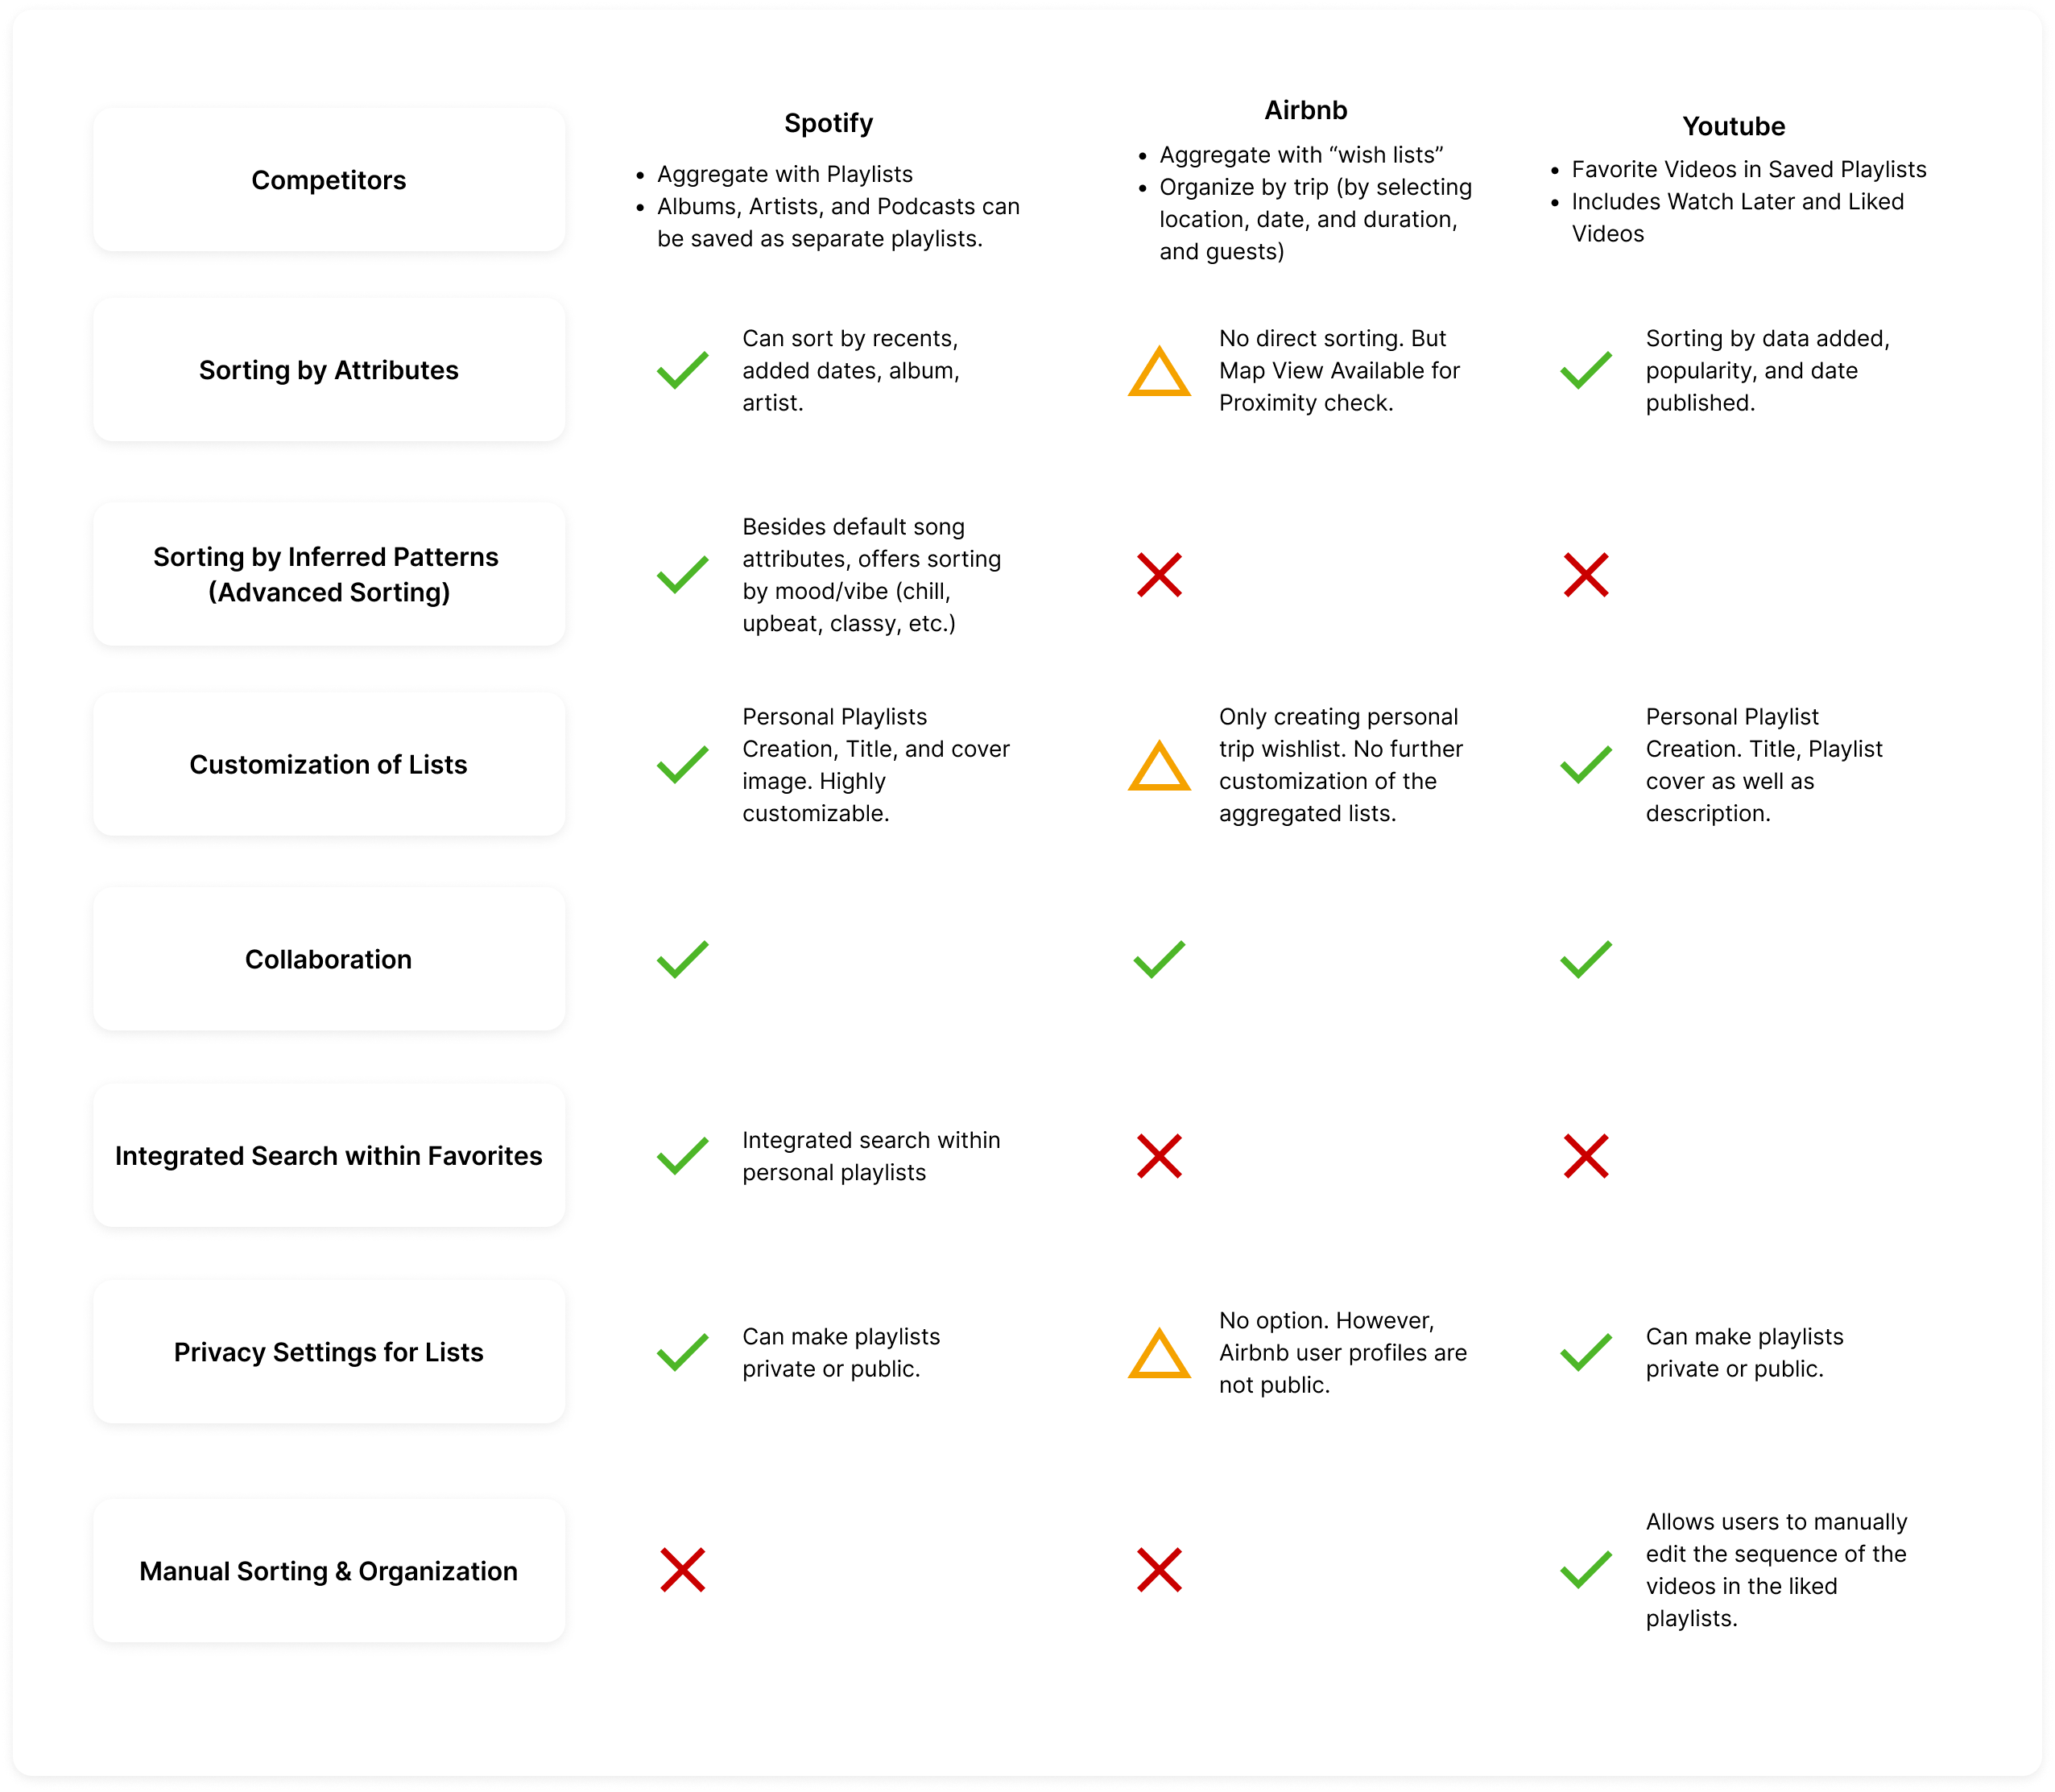 Competitors
Spotify
• Aggregate with Playlists
• Albums, Artists, and Podcasts can
be saved as separate playlists.
Airbnb
• Aggregate with “wish lists”
• Organize by trip (by selecting
location, date, and duration,
and guests)
Youtube
• Favorite Videos in Saved Playlists
• Includes Watch Later and Liked
Videos
Sorting by Attributes
Can sort by recents,
added dates, album,
artist.
No direct sorting. But
Map View Available for
Proximity check.
Sorting by data added,
popularity, and date
published.
Sorting by Inferred Patterns
(Advanced Sorting)
Besides default song
attributes, offers sorting
by mood/vibe (chill,
upbeat, classy, etc.)
Customization of Lists
Personal Playlists
Creation, Title, and cover
image. Highly
customizable.
Only creating personal
trip wishlist. No further
customization of the
aggregated lists.
Personal Playlist
Creation. Title, Playlist
cover as well as
description.
Collaboration
Integrated Search within Favorites
Integrated search within
personal playlists
Privacy Settings for Lists
Can make playlists
private or public.
No option. However,
Airbnb user profiles are
not public.
Can make playlists
private or public.
Manual Sorting & Organization
Allows users to manually
edit the sequence of the
videos in the liked
playlists.